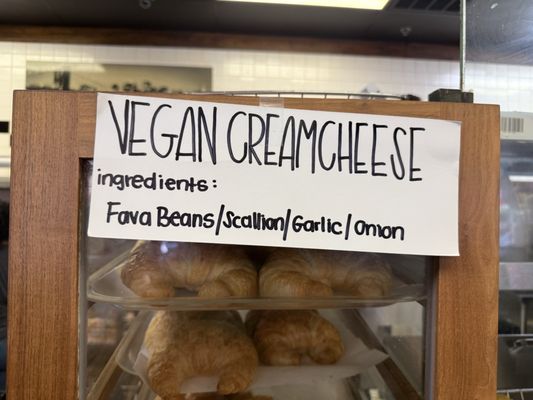 VEGAN CREAMCHEESE
ingredients:
Fava Beans/Scallion/Garlic/Onion